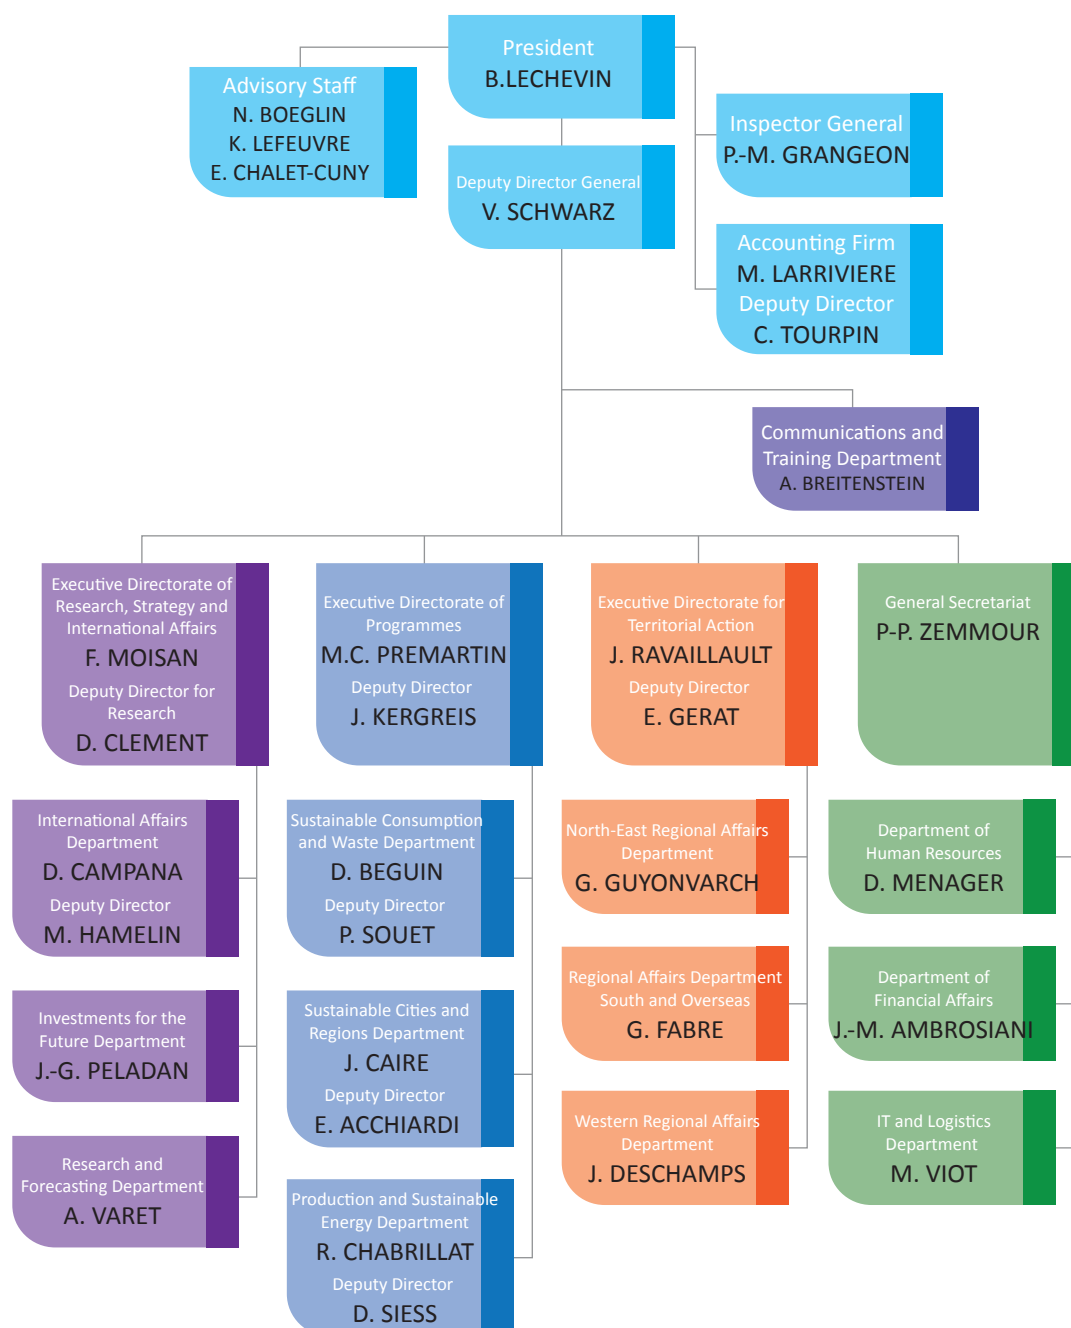 President
B.LECHEVIN
Advisory Staff
N. BOEGLIN
K. LEFEUVRE
E. CHALET-CUNY
Inspector General
P.-M. GRANGEON
Deputy Director General
V. SCHWARZ
Accounting Firm
M. LARRIVIERE
Deputy Director
C. TOURPIN
Communications and
Training Department
A. BREITENSTEIN
Executive Directorate of
Research, Strategy and
International Affairs
F. MOISAN
Deputy Director for
Research
D. CLEMENT
Executive Directorate of
Programmes
M.C. PREMARTIN
Deputy Director
J. KERGREIS
Executive Directorate for
Territorial Action
J. RAVAILLAULT
Deputy Director
E. GERAT
General Secretariat
P-P. ZEMMOUR
International Affairs
Department
D. CAMPANA
Deputy Director
M. HAMELIN
Investments for the
Future Department
J.-G. PELADAN
Research and
Forecasting Department
A. VARET
Sustainable Consumption
and Waste Department
D. BEGUIN
Deputy Director
P. SOUET
Sustainable Cities and
Regions Department
J. CAIRE
Deputy Director
E. ACCHIARDI
Production and Sustainable
Energy Department
R. CHABRILLAT
Deputy Director
D. SIESS
North-East Regional Affairs
Department
G. GUYONVARCH
Regional Affairs Department
South and Overseas
G. FABRE
Western Regional Affairs
Department
J. DESCHAMPS
Department of
Human Resources
D. MENAGER
Department of
Financial Affairs
J.-M. AMBROSIANI
IT and Logistics
Department
M. VIOT